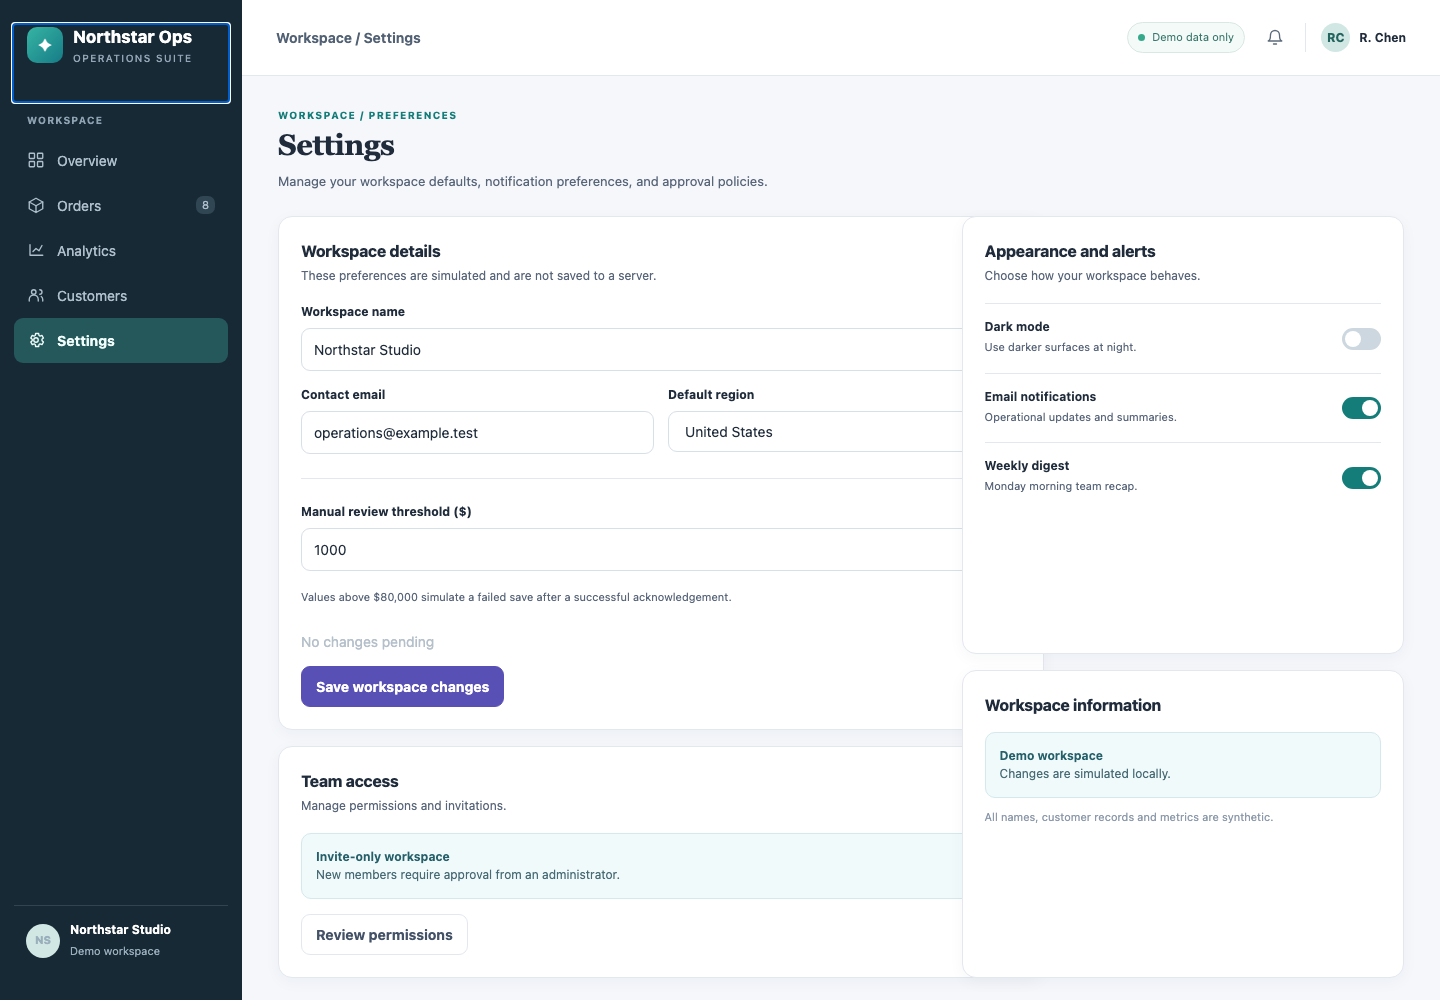 Northstar Ops
OPERATIONS SUITE
WORKSPACE
Overview
Orders
8
Analytics
Customers
Settings
NS
Northstar Studio
Demo workspace
Workspace / Settings
Demo data only
RC
R. Chen
WORKSPACE / PREFERENCES
Settings
Manage your workspace defaults, notification preferences, and approval policies.
Workspace details
These preferences are simulated and are not saved to a server.
Workspace name
Northstar Studio
Contact email
Default region
operations@example.test
United States
Manual review threshold ($)
1000
Values above $80,000 simulate a failed save after a successful acknowledgement.
No changes pending
Save workspace changes
Team access
Manage permissions and invitations.
Invite-only workspace
New members require approval from an administrator.
Review permissions
Appearance and alerts
Choose how your workspace behaves.
Dark mode
Use darker surfaces at night.
Email notifications
Operational updates and summaries.
Weekly digest
Monday morning team recap.
Workspace information
Demo workspace
Changes are simulated locally.
All names, customer records and metrics are synthetic.